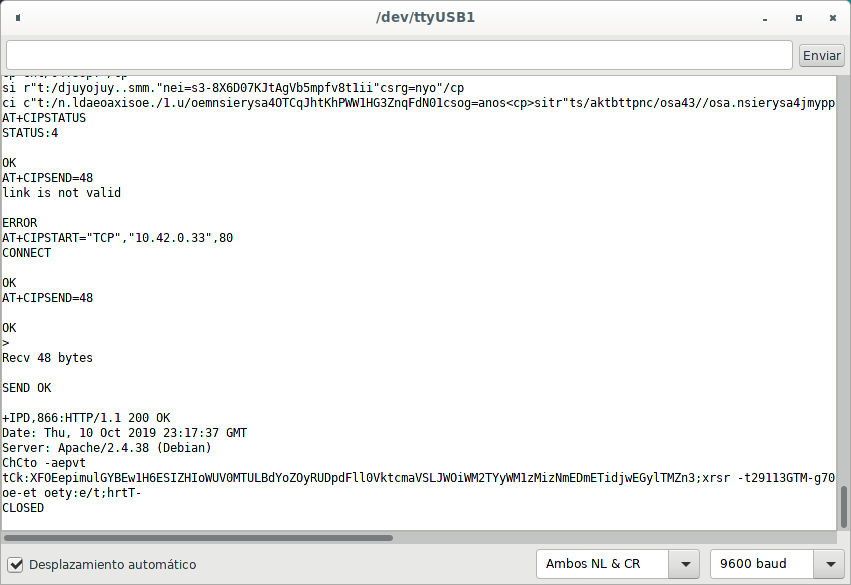 /dev/ttyUSB1
Enviar
si r"t:/djuyojuy..smm."nei=s3-8X6D07KJtAgVb5mpfv8t1ii"csrg=nyo"/cp
ci c"t:/n.ldaeoaxisoe./1.u/oemnsierysa4OTCqJhtKhPWW1HG3ZnqFdN01csog=anos<cp>sitr"ts/aktbttpnc/osa43//osa.nsierysa4jmypp
AT+CIPSTATUS
STATUS:4
OK
AT+CIPSEND=48
link is not valid
ERROR
AT+CIPSTART="TCP","10.42.0.33",80
CONNECT
OK
AT+CIPSEND=48
OK
>
Recv 48 bytes
SEND OK
+IPD,866:HTTP/1.1 200 OK
Date: Thu, 10 Oct 2019 23:17:37 GMT
Server: Apache/2.4.38 (Debian)
ChCto -aepvt
tCk:XFOEepimulGYBEw1H6ESIZHIoWUV0MTULBdYoZOyRUDpdFll0VktcmaVSLJWOiWM2TYyWM1zMizNmEDmETidjwEGylTMZn3;xrsr -t29113GTM-g70
oe-et oety:e/t;hrtT-
CLOSED
Desplazamiento automático
Ambos NL & CR
9600 baud